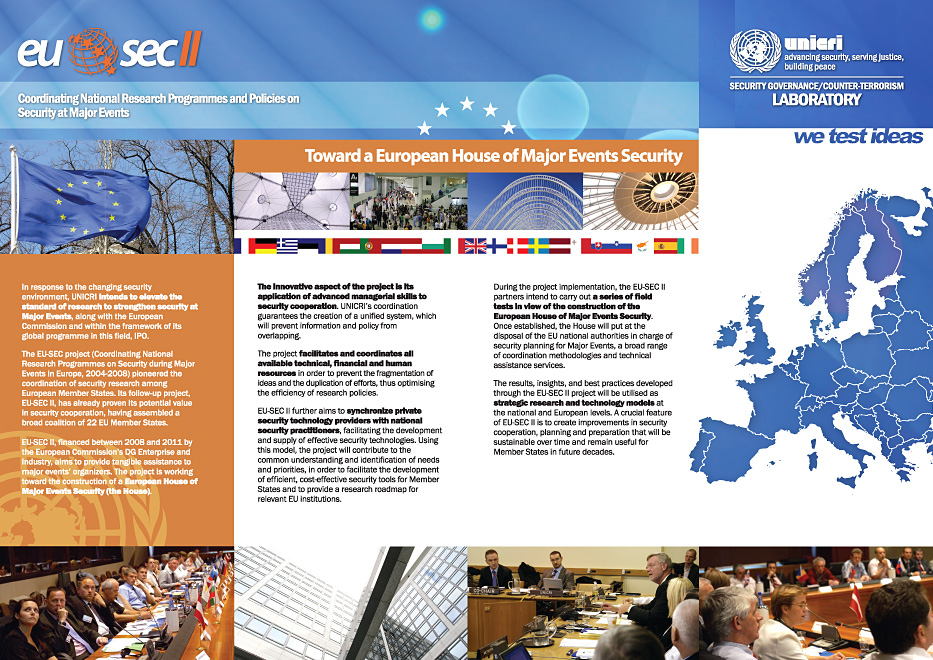 eu sec II
Coordinating National Research Programmes and Policies on
Security at Major Events
unicri
advancing security, serving justice,
building peace
SECURITY GOVERNANCE/COUNTER-TERRORISM
LABORATORY
we test ideas
Toward a European House of Major Events Security
In response to the changing security
environment, UNICRI intends to elevate the
standard of research to strengthen security at
Major Events, along with the European
Commission and within the framework of its
global programme in this field, IPO.
The EU-SEC project (Coordinating National
Research Programmes on Security during Major
Events in Europe, 2004-2008) pioneered the
coordination of security research among
European Member States. Its follow-up project,
EU-SEC II, has already proven its potential value
in security cooperation, having assembled a
broad coalition of 22 EU Member States.
EU-SEC II, financed between 2008 and 2011 by
the European Commission's DG Enterprise and
Industry, aims to provide tangible assistance to
major events' organizers. The project is working
toward the construction of a European House of
Major Events Security (the House).
The innovative aspect of the project is its
application of advanced managerial skills to
security cooperation. UNICRI's coordination
guarantees the creation of a unified system, which
will prevent information and policy from
overlapping.
The project facilitates and coordinates all
available technical, financial and human
resources in order to prevent the fragmentation of
ideas and the duplication of efforts, thus optimising
the efficiency of research policies.
EU-SEC II further aims to synchronize private
security technology providers with national
security practitioners, facilitating the development
and supply of effective security technologies. Using
this model, the project will contribute to the
common understanding and identification of needs
and priorities, in order to facilitate the development
of efficient, cost-effective security tools for Member
States and to provide a research roadmap for
relevant EU institutions.
During the project implementation, the EU-SEC II
partners intend to carry out a series of field
tests in view of the construction of the
European House of Major Events Security.
Once established, the House will put at the
disposal of the EU national authorities in charge of
security planning for Major Events, a broad range
of coordination methodologies and technical
assistance services.
The results, insights, and best practices developed
through the EU-SEC II project will be utilised as
strategic research and technology models at
the national and European levels. A crucial feature
of EU-SEC II is to create improvements in security
cooperation, planning and preparation that will be
sustainable over time and remain useful for
Member States in future decades.
CO-CHAIR